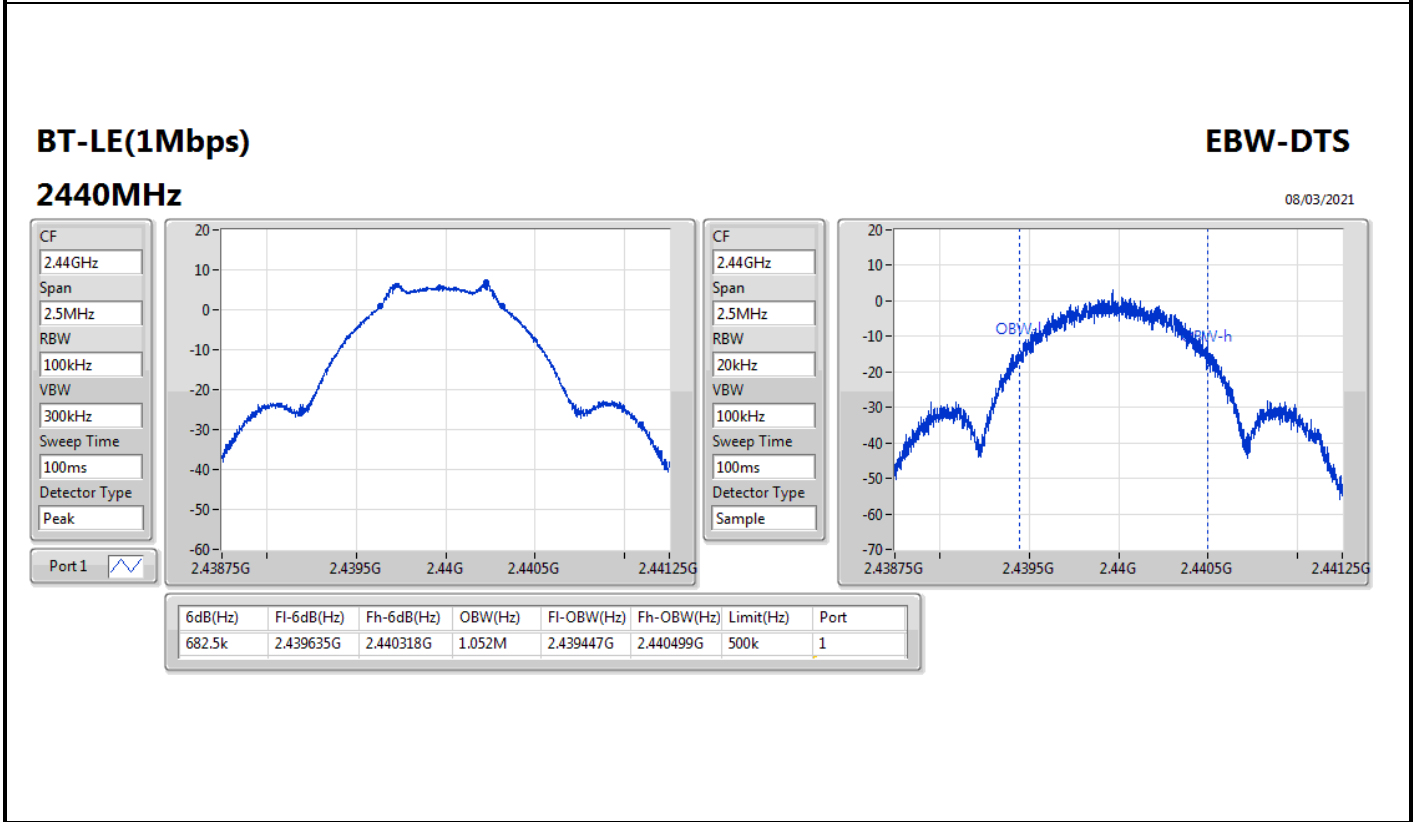 BT-LE(1Mbps)
EBW-DTS
2440MHz
08/03/2021
CF
2.44GHz
Span
2.5MHz
RBW
100kHz
VBW
300kHz
Sweep Time
100ms
Detector Type
Peak
Port 1
20
10
0
-10
-20
-30
-40
-50
-60
2.43875G 2.4395G 2.44G 2.4405G 2.44125G
CF
2.44GHz
Span
2.5MHz
RBW
20kHz
VBW
100kHz
Sweep Time
100ms
Detector Type
Sample
20
10
0
-10
-20
-30
-40
-50
-60
-70
2.43875G 2.4395G 2.44G 2.4405G 2.44125G
6dB(Hz) Fl-6dB(Hz) Fh-6dB(Hz) OBW(Hz) Fl-OBW(Hz) Fh-OBW(Hz) Limit(Hz) Port
682.5k 2.439635G 2.440318G 1.052M 2.439447G 2.440499G 500k 1